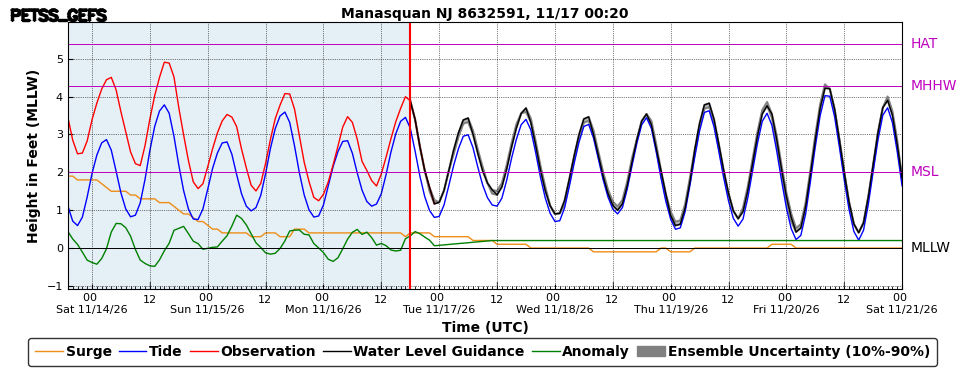 PETSS_GEFS
Manasquan NJ 8632591, 11/17 00:20
Height in Feet (MLLW)
5
4
3
2
1
0
−1
HAT
MHHW
MSL
MLLW
00 12 00 12 00 12 00 12 00 12 00 12 00 12 00
Sat 11/14/26 Sun 11/15/26 Mon 11/16/26 Tue 11/17/26 Wed 11/18/26 Thu 11/19/26 Fri 11/20/26 Sat 11/21/26
Time (UTC)
Surge Tide Observation Water Level Guidance Anomaly Ensemble Uncertainty (10%-90%)